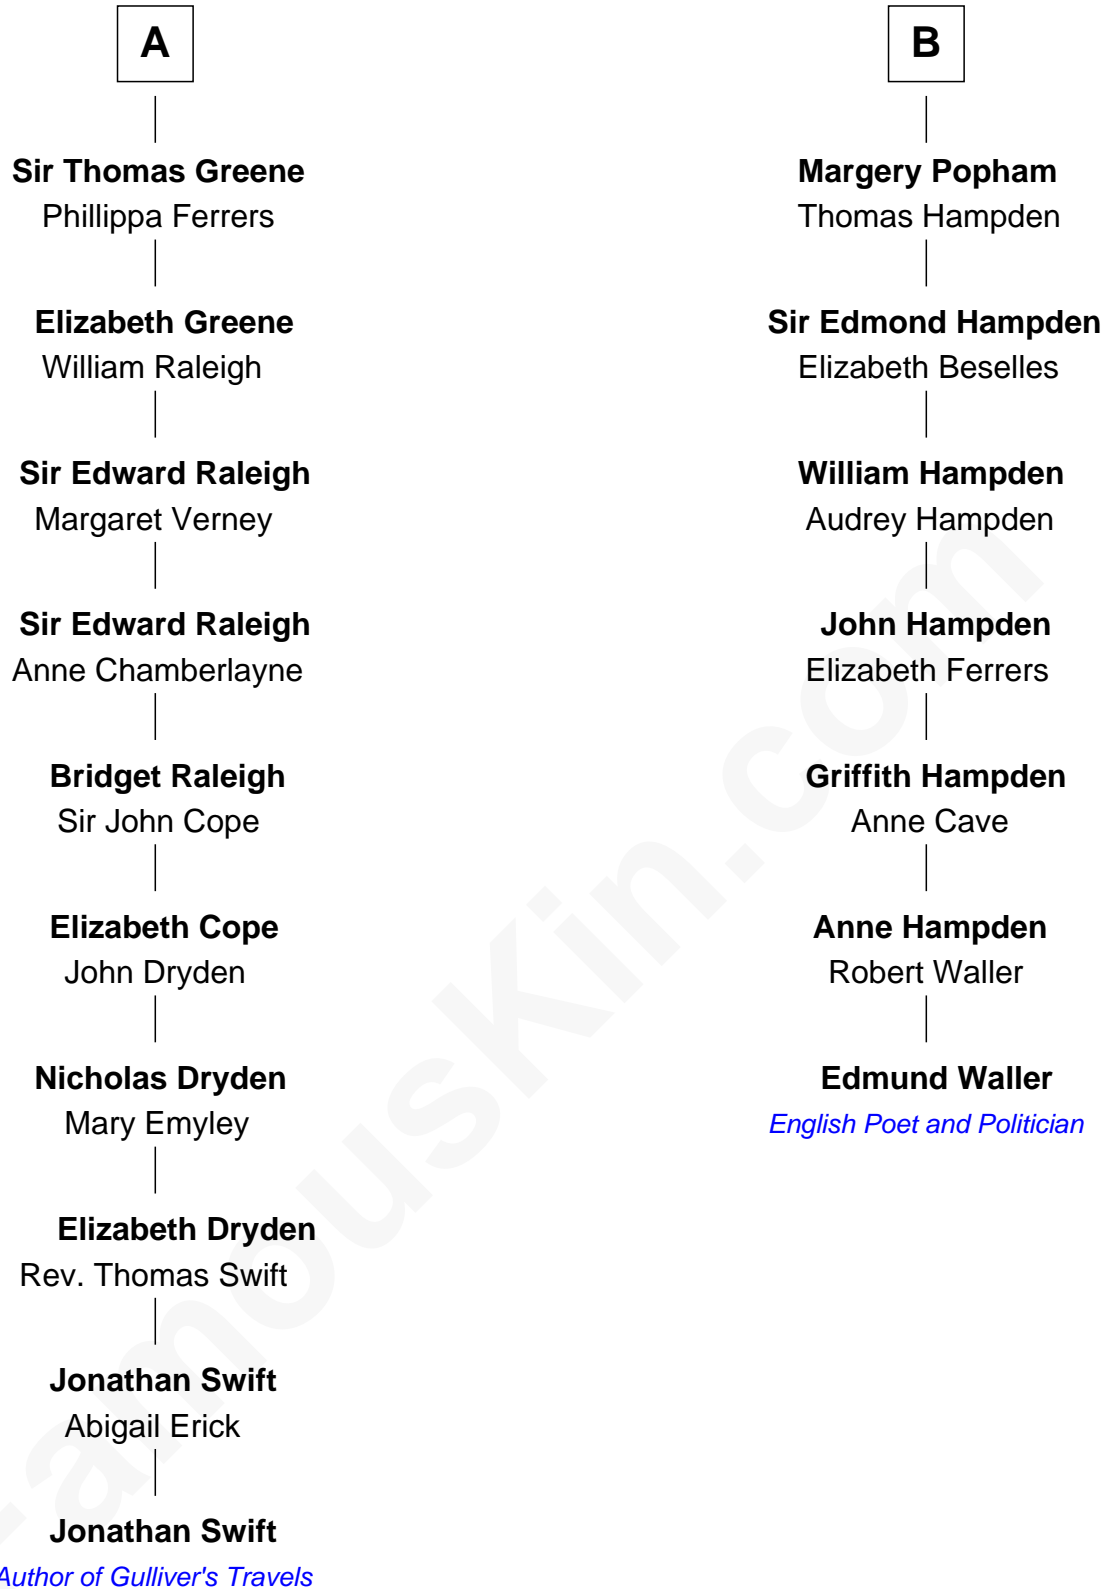 A
Sir Thomas Greene
Phillippa Ferrers
Elizabeth Greene
William Raleigh
Sir Edward Raleigh
Margaret Verney
Sir Edward Raleigh
Anne Chamberlayne
Bridget Raleigh
Sir John Cope
Elizabeth Cope
John Dryden
Nicholas Dryden
Mary Emyley
Elizabeth Dryden
Rev. Thomas Swift
Jonathan Swift
Abigail Erick
Jonathan Swift
Author of Gulliver's Travels
B
Margery Popham
Thomas Hampden
Sir Edmond Hampden
Elizabeth Beselles
William Hampden
Audrey Hampden
John Hampden
Elizabeth Ferrers
Griffith Hampden
Anne Cave
Anne Hampden
Robert Waller
Edmund Waller
English Poet and Politician
FamousKin.com